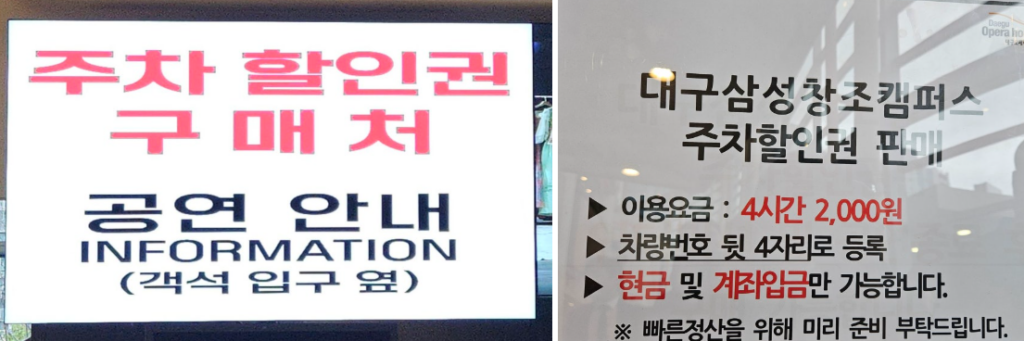 주차 할인권
구매처
공연 안내
INFORMATION
(객석 입구 옆)
Daegu
Opera ho
대구삼성창조캠퍼스
주차할인권 판매
▶ 이용요금 : 4시간 2,000원
▶ 차량번호 뒷 4자리로 등록
▶ 현금 및 계좌입금만 가능합니다.
※ 빠른정산을 위해 미리 준비 부탁드립니다.